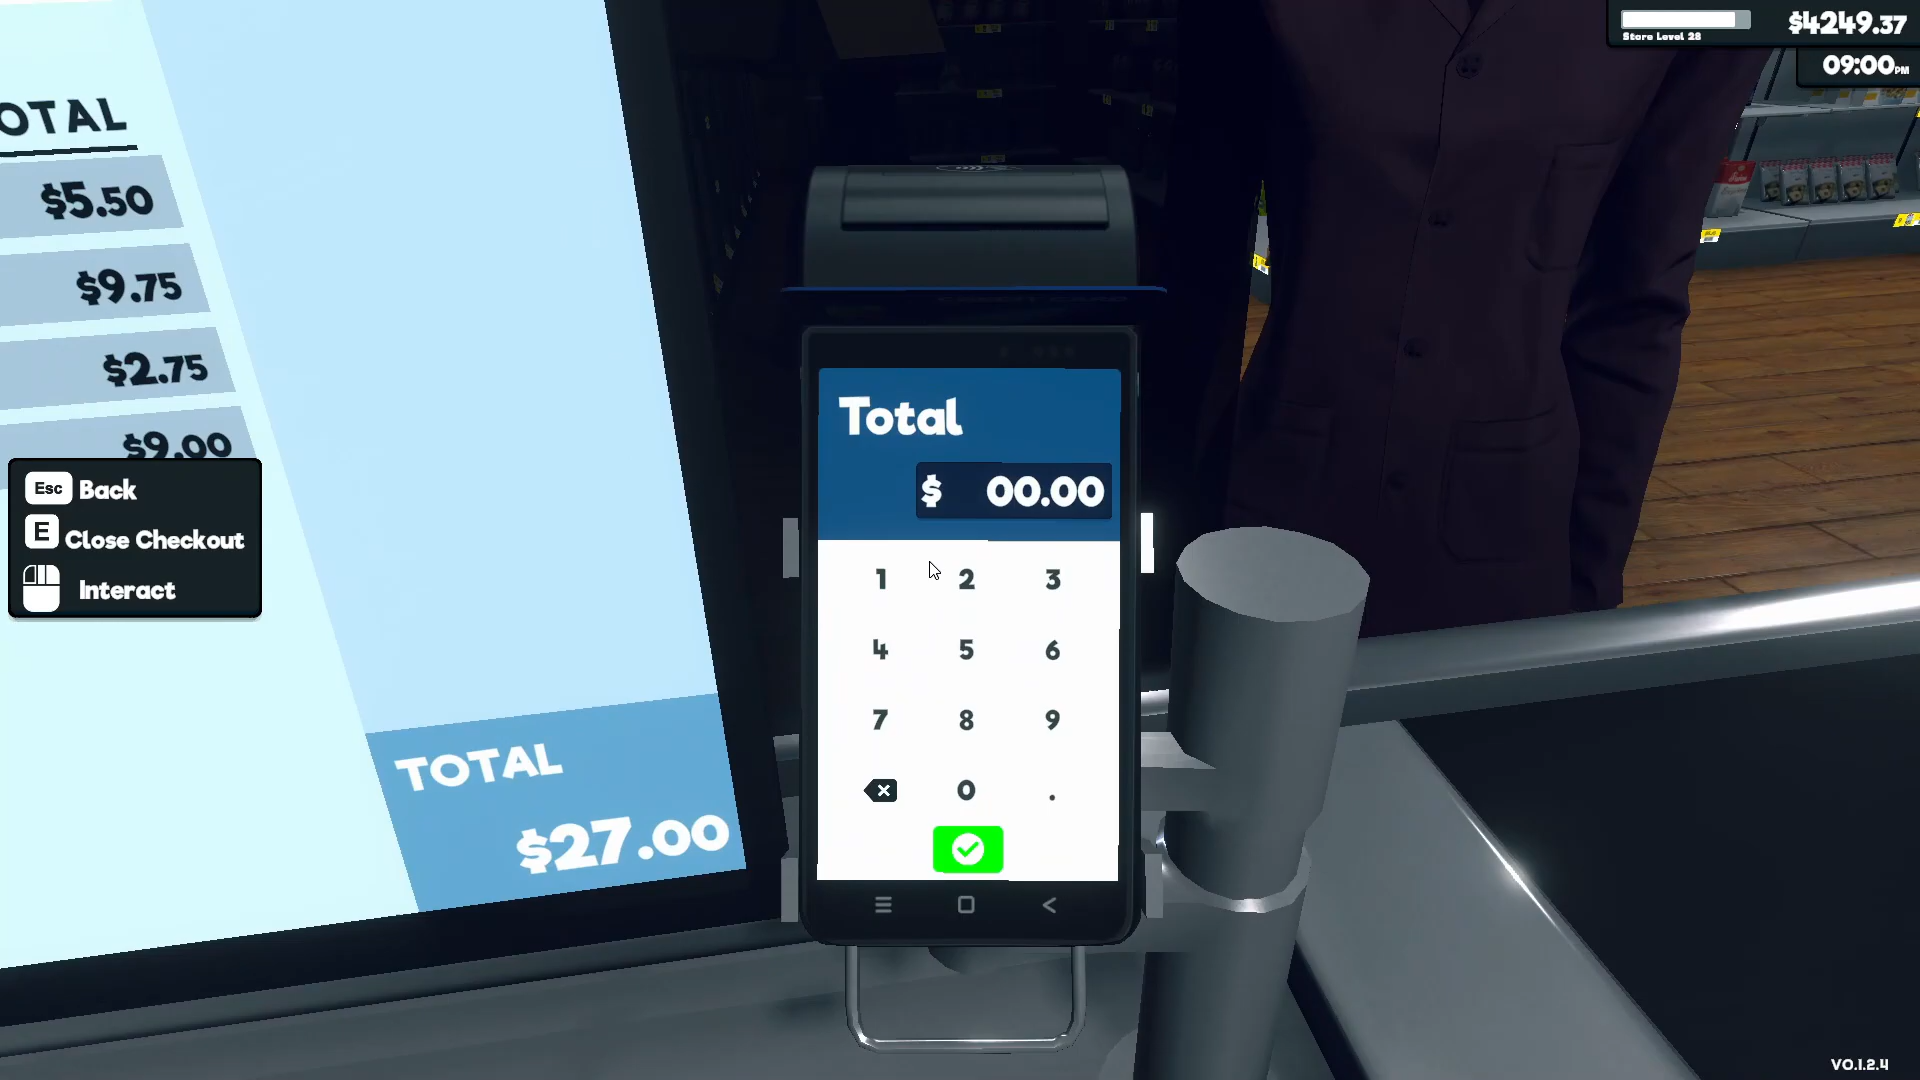 $4249.37
Store Level 28
09:00PM
OTAL
$5.50
$9.75
$2.75
$9.00
Esc Back
E Close Checkout
Interact
TOTAL
$27.00
Total
$ 00.00
1 2 3
4 5 6
7 8 9
0 .
V0.1.2.4